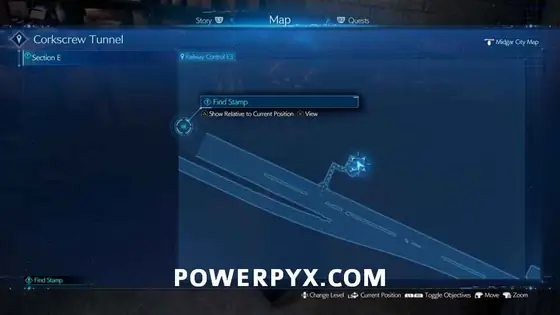 Story Map Quests
Corkscrew Tunnel
Midgar City Map
Section E
Railway Control E3
Find Stamp
Show Relative to Current Position View
Find Stamp
POWERPYX.COM
Change Level Current Position Toggle Objectives Move Zoom